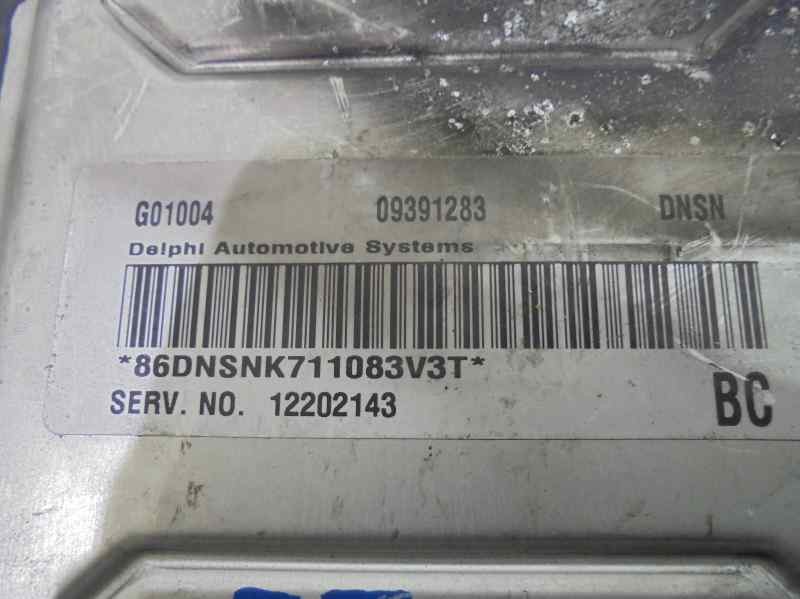 G01004 09391283 DNSN
Delphi Automotive Systems
*86DNSNK711083V3T*
SERV. NO. 12202143 BC